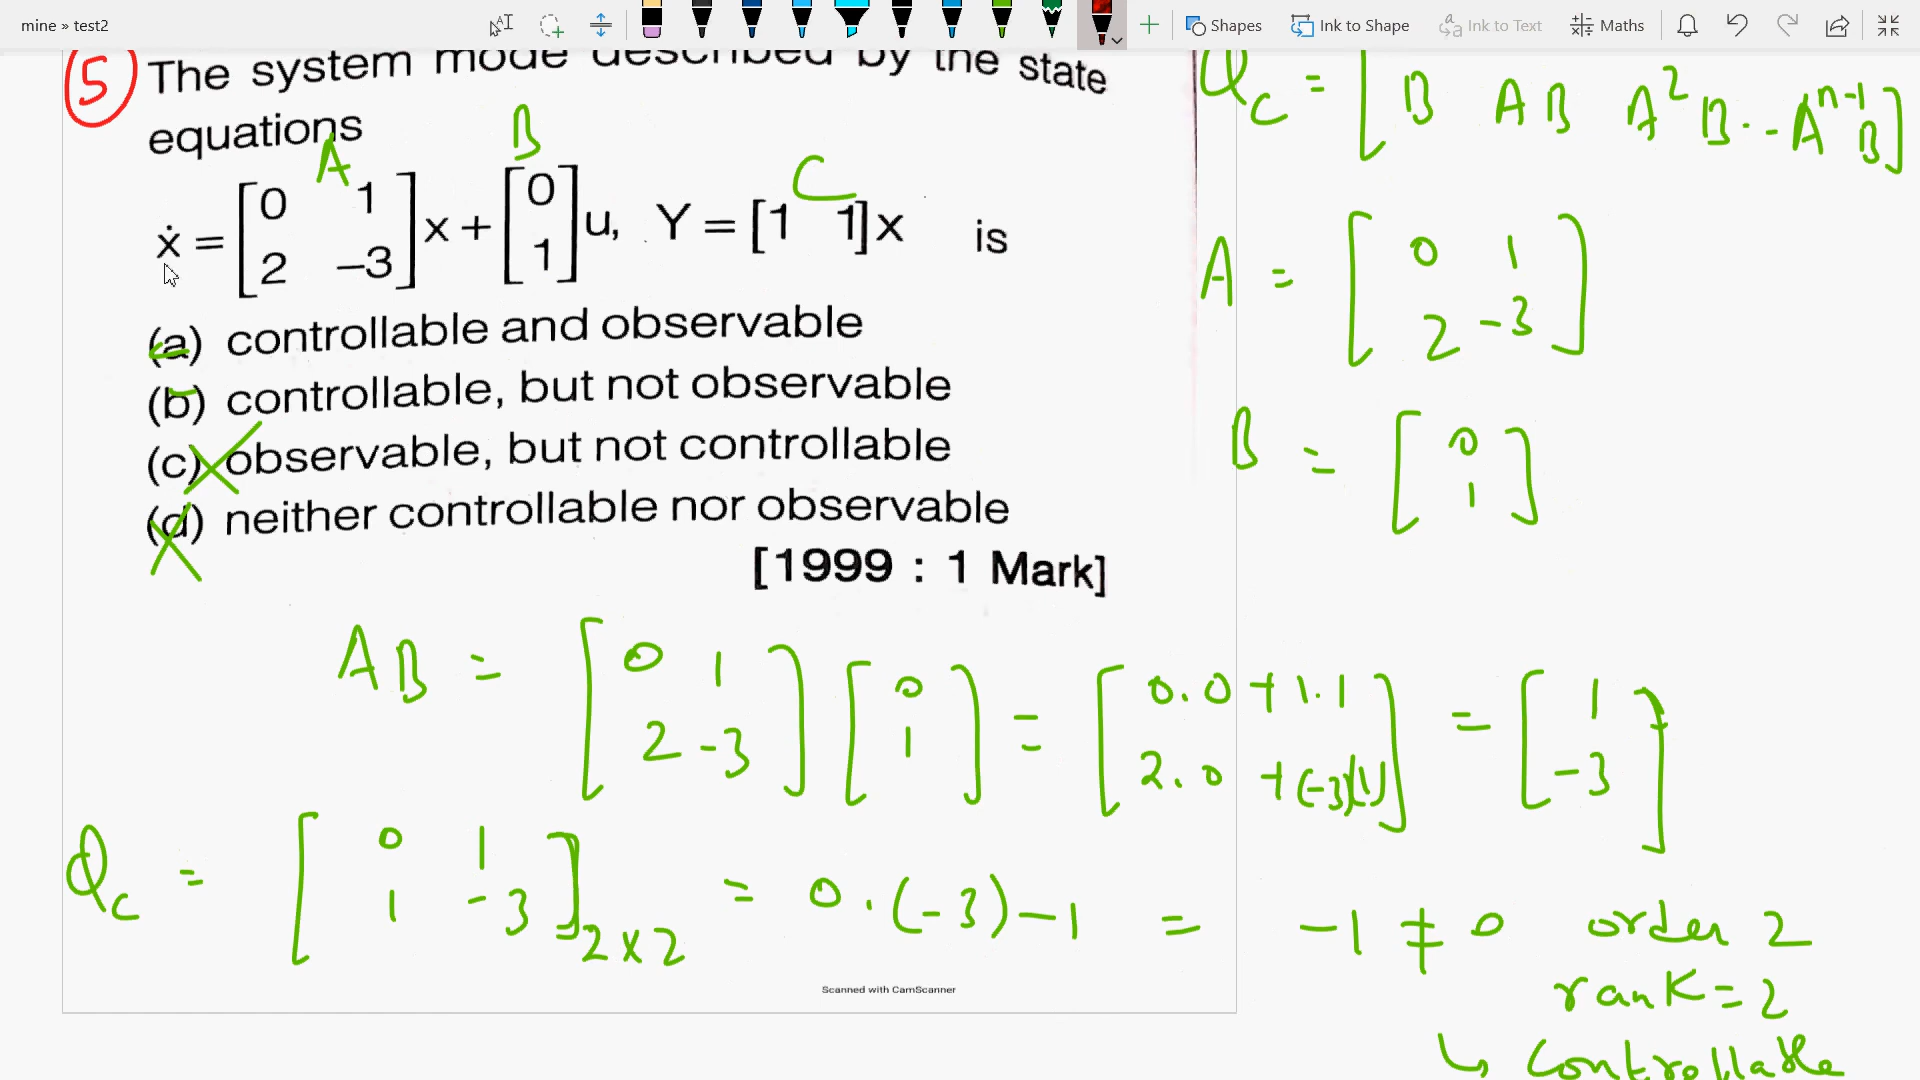 mine » test2
Shapes
Ink to Shape
Ink to Text
Maths
5 The system mode described by the state
equations
A B C
ẋ = [0 1; 2 −3] x + [0; 1] u, Y = [1 1]x is
(a) controllable and observable
(b) controllable, but not observable
(c) observable, but not controllable
(d) neither controllable nor observable
[1999 : 1 Mark]
Qc = [B AB A²B.. - Aⁿ⁻¹B]
A = [0 1; 2 -3]
B = [0; 1]
AB = [0 1; 2 -3] [0; 1] = [0.0 + 1.1; 2.0 + (-3)(1)] = [1; -3]
Qc = [0 1; 1 -3] 2x2 = 0.(-3) - 1 = -1 ≠ 0 order 2
rank = 2
↳ Controllable
Scanned with CamScanner